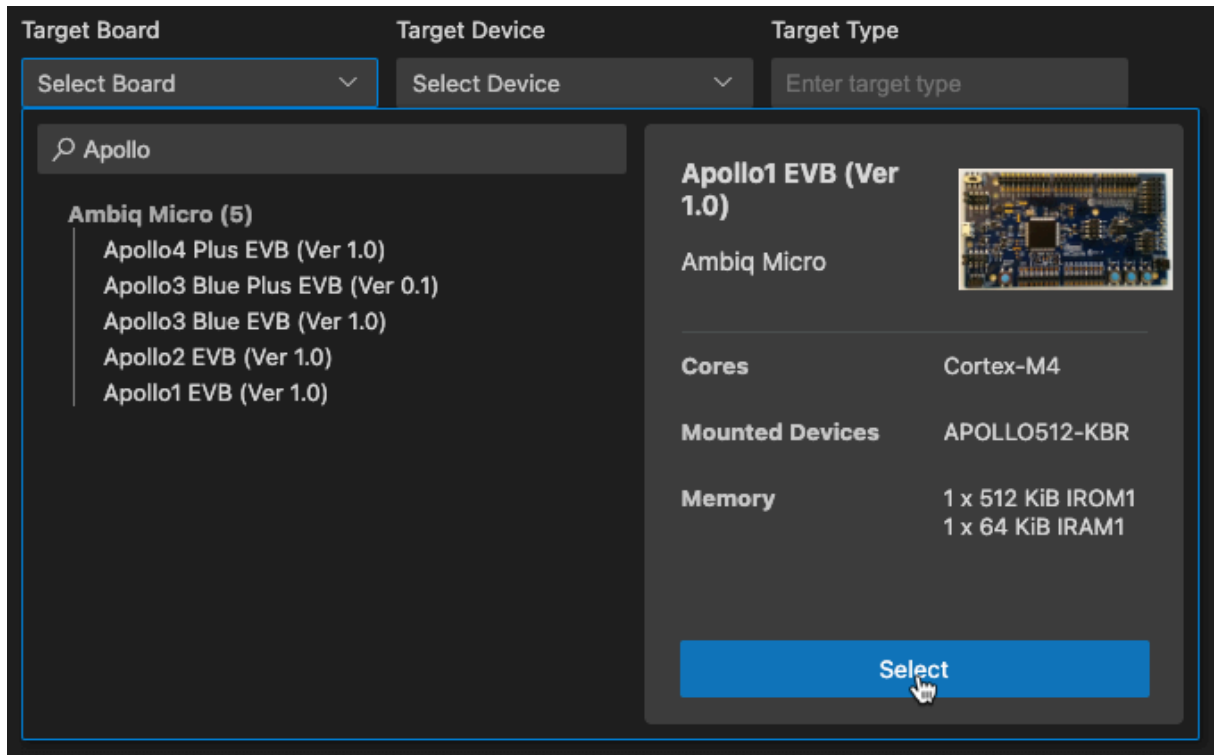 Target Board
Target Device
Target Type
Select Board
Select Device
Enter target type
Apollo
Ambiq Micro (5)
Apollo4 Plus EVB (Ver 1.0)
Apollo3 Blue Plus EVB (Ver 0.1)
Apollo3 Blue EVB (Ver 1.0)
Apollo2 EVB (Ver 1.0)
Apollo1 EVB (Ver 1.0)
Apollo1 EVB (Ver
1.0)
Ambiq Micro
Cores
Cortex-M4
Mounted Devices
APOLLO512-KBR
Memory
1 x 512 KiB IROM1
1 x 64 KiB IRAM1
Select